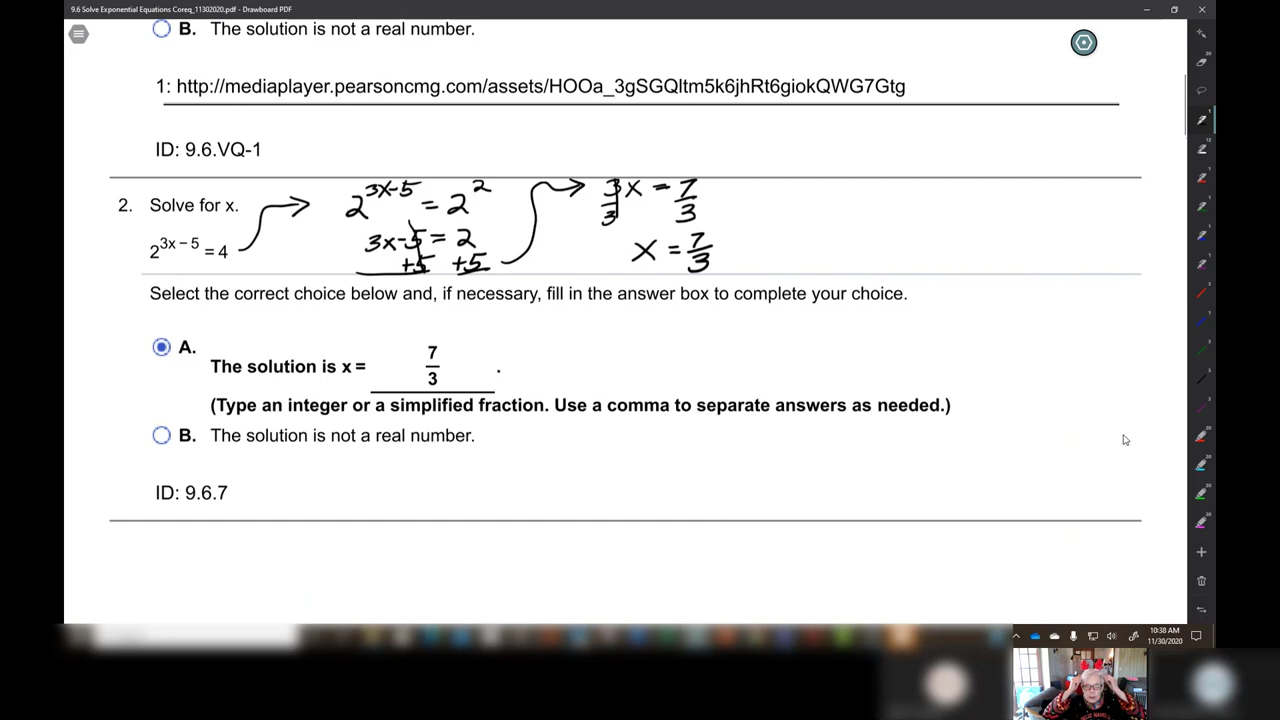 9.6 Solve Exponential Equations Coreq_11302020.pdf - Drawboard PDF
B. The solution is not a real number.
1: http://mediaplayer.pearsoncmg.com/assets/HOOa_3gSGQltm5k6jhRt6giokQWG7Gtg
ID: 9.6.VQ-1
2. Solve for x.
2^{3x-5} = 4
2^{3x-5} = 2^2
3x-5 = 2
+5 +5
3x/3 = 7/3
x = 7/3
Select the correct choice below and, if necessary, fill in the answer box to complete your choice.
A. The solution is x = 7/3 .
(Type an integer or a simplified fraction. Use a comma to separate answers as needed.)
B. The solution is not a real number.
ID: 9.6.7
10:38 AM
11/30/2020